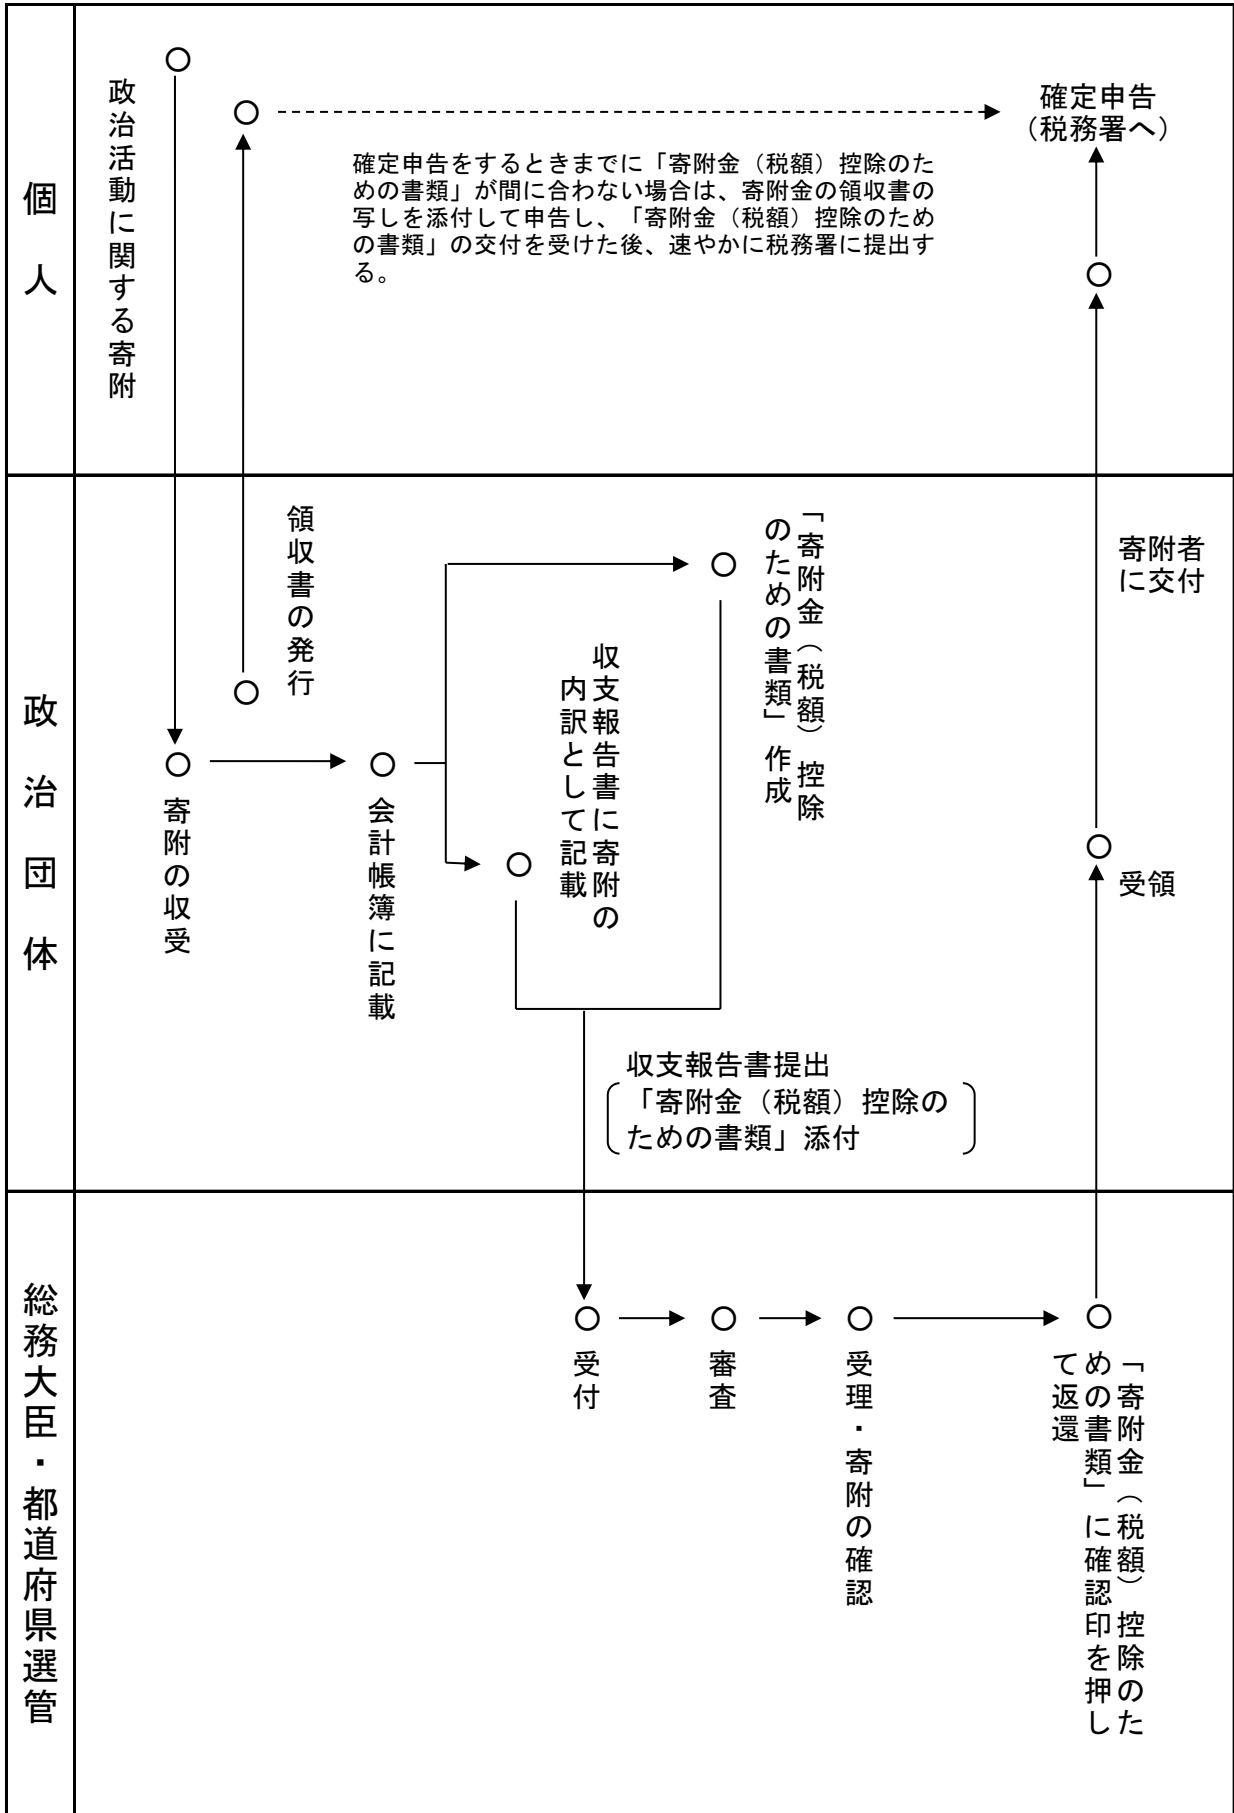 個人
政治活動に関する寄附
確定申告
（税務署へ）
確定申告をするときまでに「寄附金（税額）控除のた
めの書類」が間に合わない場合は、寄附金の領収書の
写しを添付して申告し、「寄附金（税額）控除のため
の書類」の交付を受けた後、速やかに税務署に提出す
る。
政治団体
寄附の収受
領収書の発行
会計帳簿に記載
収支報告書に寄附の
内訳として記載
「寄附金（税額）控除
のための書類」作成
収支報告書提出
「寄附金（税額）控除の
ための書類」添付
寄附者
に交付
受領
総務大臣・都道府県選管
受付
審査
受理・寄附の確認
「寄附金（税額）控除のた
めの書類」に確認印を押し
て返還